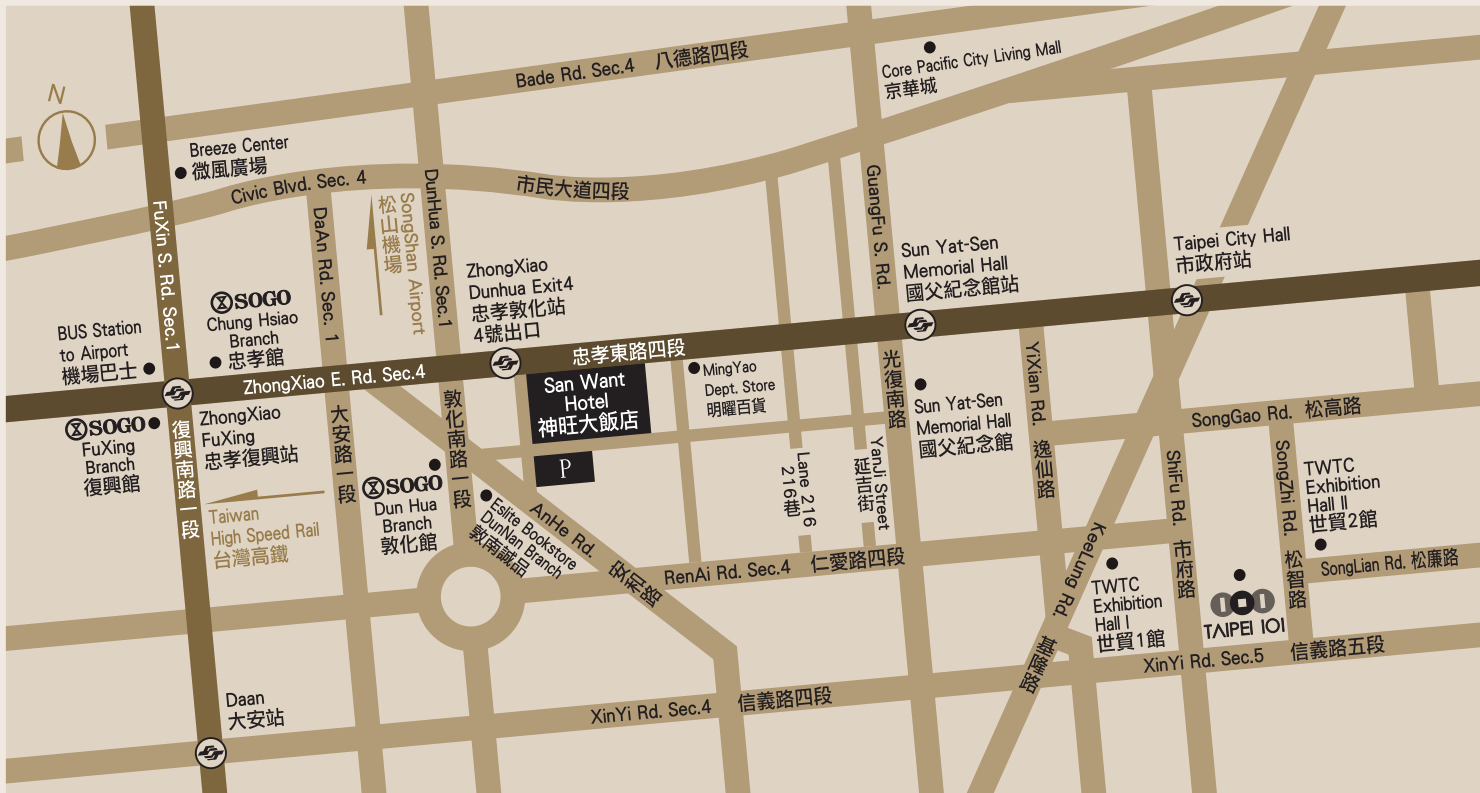 N
Bade Rd. Sec.4 八德路四段
Core Pacific City Living Mall
京華城
Breeze Center
微風廣場
Civic Blvd. Sec. 4
市民大道四段
FuXin S. Rd. Sec.1
復興南路一段
DaAn Rd. Sec. 1
大安路一段
松山機場
SongShan Airport
DunHua S. Rd. Sec.1
敦化南路一段
GuangFu S. Rd.
光復南路
Sun Yat-Sen
Memorial Hall
國父紀念館站
Taipei City Hall
市政府站
ZhongXiao
Dunhua Exit4
忠孝敦化站
4號出口
SOGO
Chung Hsiao
Branch
忠孝館
BUS Station
to Airport
機場巴士
ZhongXiao E. Rd. Sec.4
忠孝東路四段
San Want
Hotel
神旺大飯店
P
MingYao
Dept. Store
明曜百貨
Sun Yat-Sen
Memorial Hall
國父紀念館
YiXian Rd.
逸仙路
SongGao Rd. 松高路
SOGO
FuXing
Branch
復興館
ZhongXiao
FuXing
忠孝復興站
Taiwan
High Speed Rail
台灣高鐵
SOGO
Dun Hua
Branch
敦化館
Eslite Bookstore
DunNan Branch
敦南誠品
AnHe Rd.
安和路
Lane 216
216巷
YanJi Street
延吉街
RenAi Rd. Sec.4 仁愛路四段
KeeLung Rd.
基隆路
ShiFu Rd.
市府路
SongZhi Rd.
松智路
TWTC
Exhibition
Hall II
世貿2館
SongLian Rd. 松廉路
TWTC
Exhibition
Hall I
世貿1館
TAIPEI 101
XinYi Rd. Sec.5 信義路五段
XinYi Rd. Sec.4 信義路四段
Daan
大安站